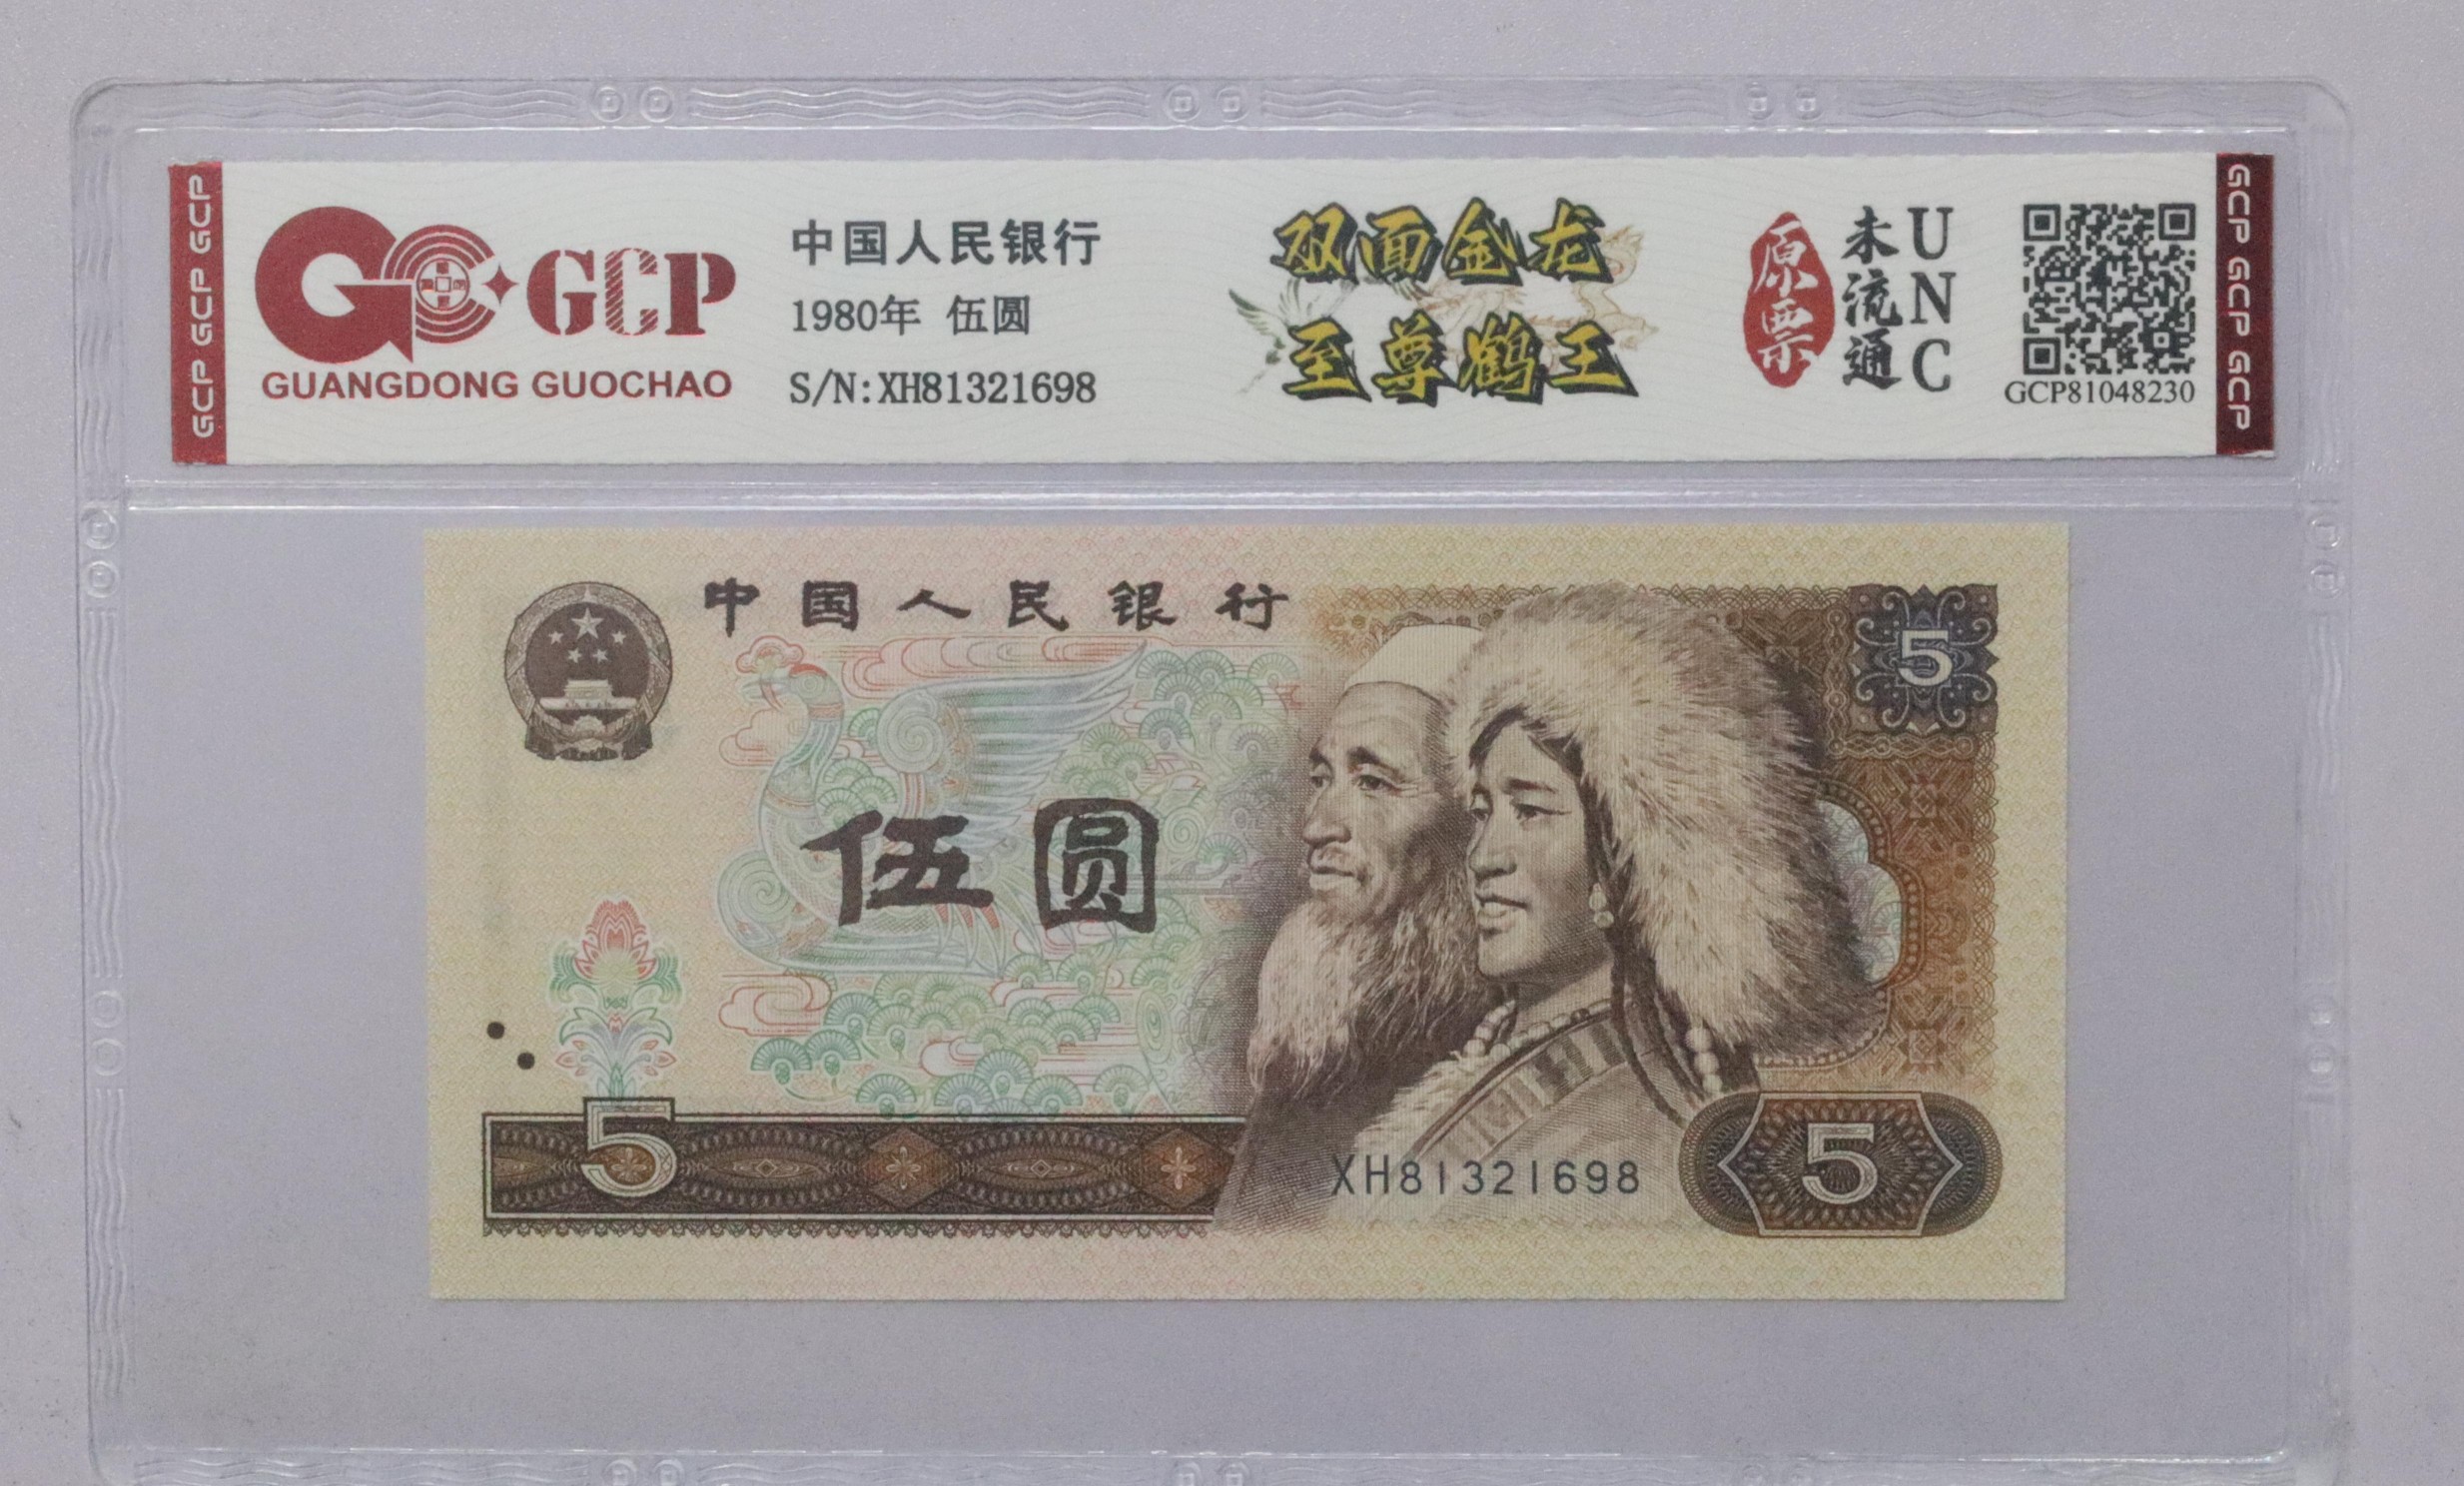 GCP GCP GCP
GCP
GUANGDONG GUOCHAO
中国人民银行
1980年 伍圆
S/N:XH81321698
双面金龙
至尊鹤王
原票
未流通
UNC
GCP81048230
GCP GCP GCP
中国人民银行
5
伍圆
5
XH81321698
5